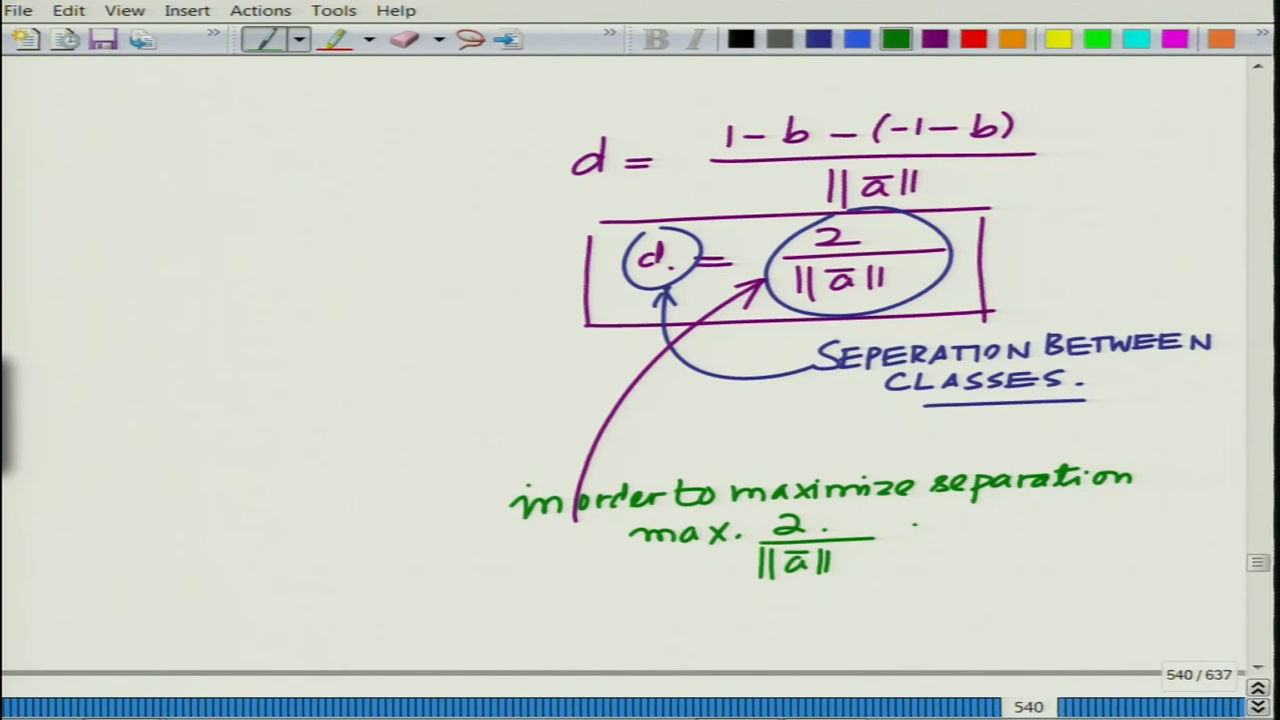 File Edit View Insert Actions Tools Help
B I
d = 1 - b - (-1 - b) / ||ā||
d. = 2 / ||ā||
SEPERATION BETWEEN
CLASSES.
in order to maximize separation
max. 2. / ||ā||
540 / 637
540